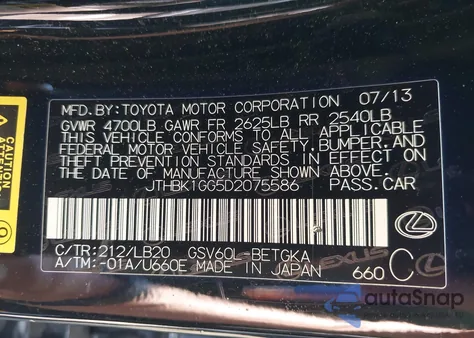 MFD.BY:TOYOTA MOTOR CORPORATION 07/13
GVWR 4700LB GAWR FR 2625LB RR 2540LB
THIS VEHICLE CONFORMS TO ALL APPLICABLE
FEDERAL MOTOR VEHICLE SAFETY,BUMPER,AND
THEFT PREVENTION STANDARDS IN EFFECT ON
THE DATE OF MANUFACTURE SHOWN ABOVE.
JTHBK1GG5D2075586 PASS.CAR
C/TR:212/LB20 GSV60L-BETGKA
A/TM:-01A/U660E MADE IN JAPAN 660 C
CAUTION
autoSnap